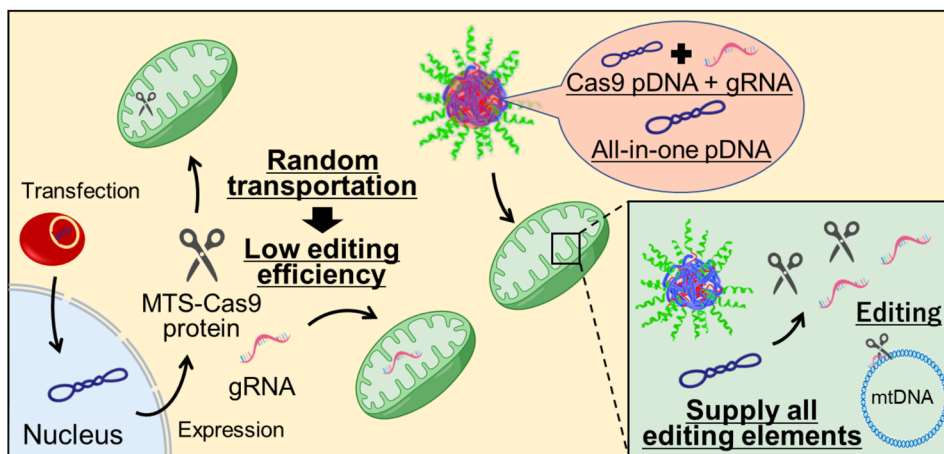 Transfection
Nucleus
Expression
MTS-Cas9
protein
gRNA
Random
transportation
Low editing
efficiency
Cas9 pDNA + gRNA
All-in-one pDNA
Editing
mtDNA
Supply all
editing elements